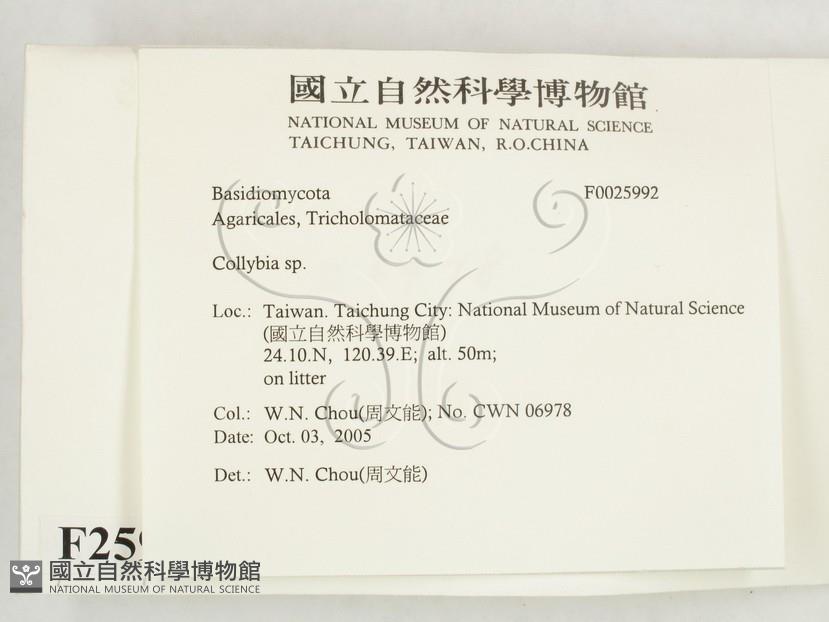 國立自然科學博物館
NATIONAL MUSEUM OF NATURAL SCIENCE
TAICHUNG, TAIWAN, R.O.CHINA
Basidiomycota F0025992
Agaricales, Tricholomataceae
Collybia sp.
Loc.: Taiwan. Taichung City: National Museum of Natural Science
(國立自然科學博物館)
24.10.N, 120.39.E; alt. 50m;
on litter
Col.: W.N. Chou(周文能); No. CWN 06978
Date: Oct. 03, 2005
Det.: W.N. Chou(周文能)
F259
國立自然科學博物館
NATIONAL MUSEUM OF NATURAL SCIENCE